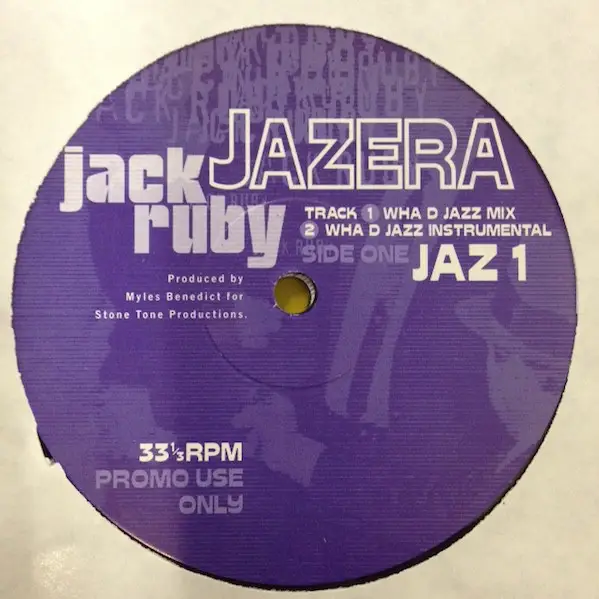 JAZERA
jack
ruby
TRACK 1 WHA D JAZZ MIX
2 WHA D JAZZ INSTRUMENTAL
SIDE ONE JAZ 1
Produced by
Myles Benedict for
Stone Tone Productions.
33⅓RPM
PROMO USE
ONLY